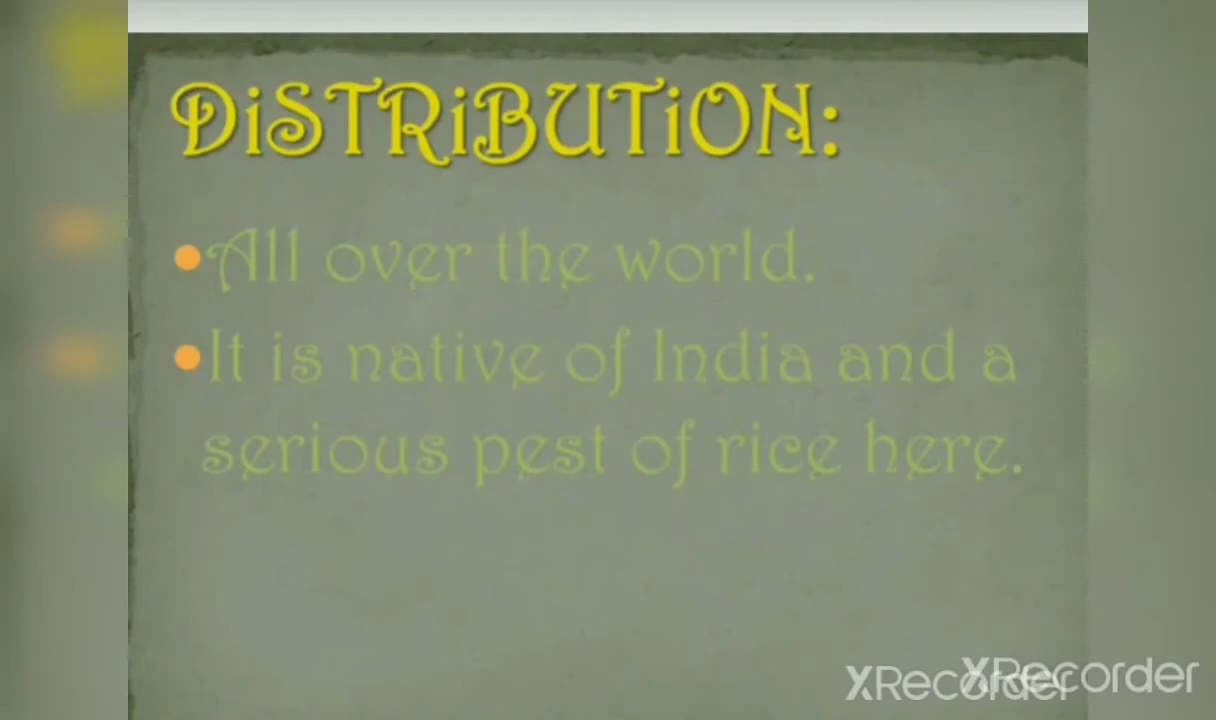 DiSTRiBUTiON:
All over the world.
It is native of India and a
serious pest of rice here.
XRecorder
XRecorder